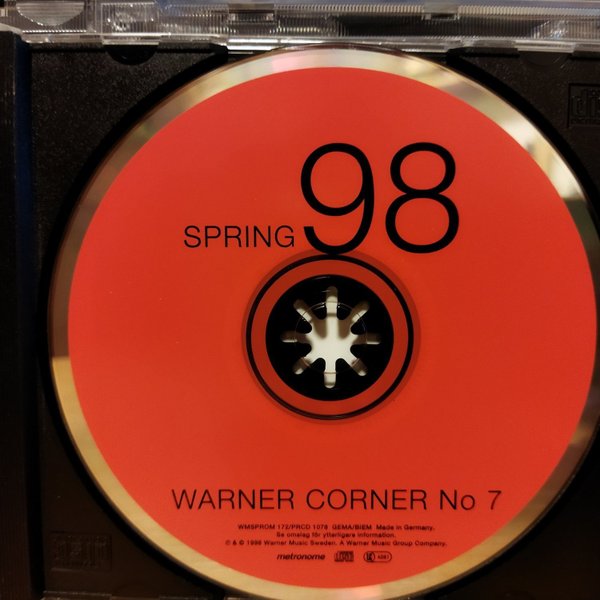 SPRING 98
WARNER CORNER No 7
WMSPROM 172/PRCD 1078 GEMA/BIEM Made in Germany.
Se omslag för ytterligare information.
℗ & © 1998 Warner Music Sweden. A Warner Music Group Company.
metronome